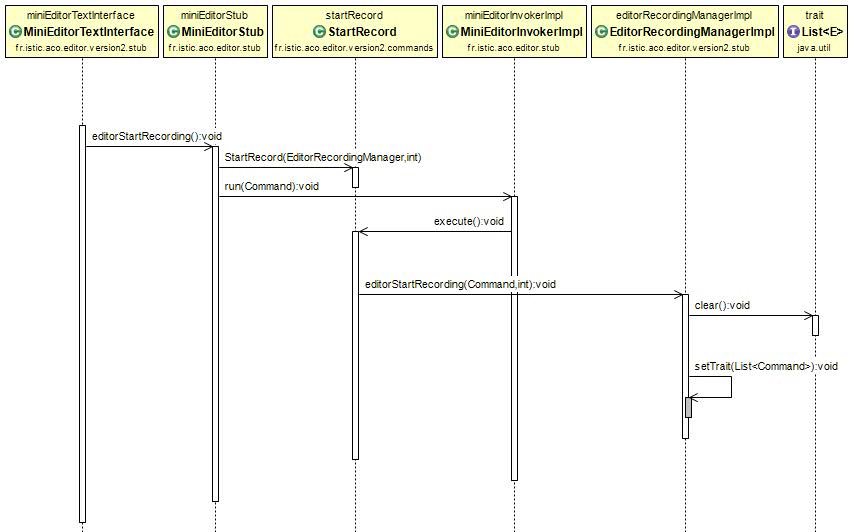 miniEditorTextInterface
C MiniEditorTextInterface
fr.istic.aco.editor.version2.stub
miniEditorStub
C MiniEditorStub
fr.istic.aco.editor.stub
startRecord
C StartRecord
fr.istic.aco.editor.version2.commands
miniEditorInvokerImpl
C MiniEditorInvokerImpl
fr.istic.aco.editor.stub
editorRecordingManagerImpl
C EditorRecordingManagerImpl
fr.istic.aco.editor.version2.stub
trait
I List<E>
java.util
editorStartRecording():void
StartRecord(EditorRecordingManager,int)
run(Command):void
execute():void
editorStartRecording(Command,int):void
clear():void
setTrait(List<Command>):void